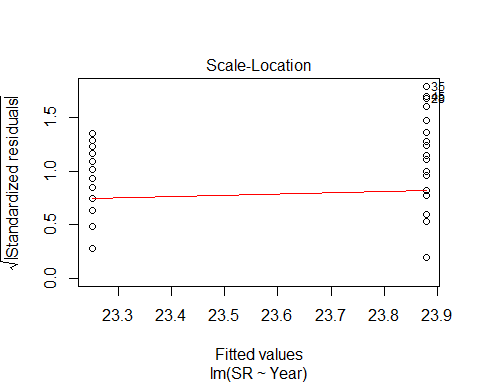 Scale-Location
√|Standardized residuals|
0.0 0.5 1.0 1.5
35
23.3 23.4 23.5 23.6 23.7 23.8 23.9
Fitted values
lm(SR ~ Year)